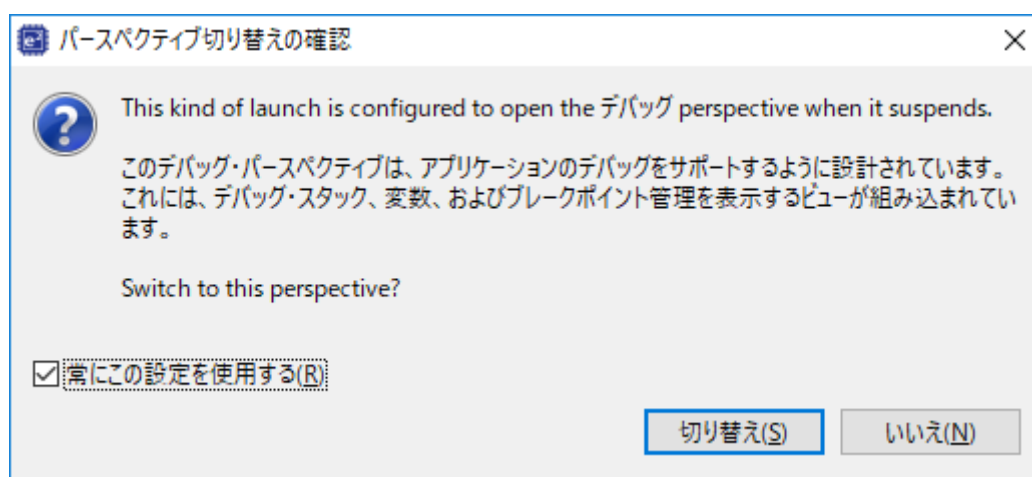 パースペクティブ切り替えの確認
This kind of launch is configured to open the デバッグ perspective when it suspends.
このデバッグ・パースペクティブは、アプリケーションのデバッグをサポートするように設計されています。
これには、デバッグ・スタック、変数、およびブレークポイント管理を表示するビューが組み込まれてい
ます。
Switch to this perspective?
常にこの設定を使用する(R)
切り替え(S)
いいえ(N)